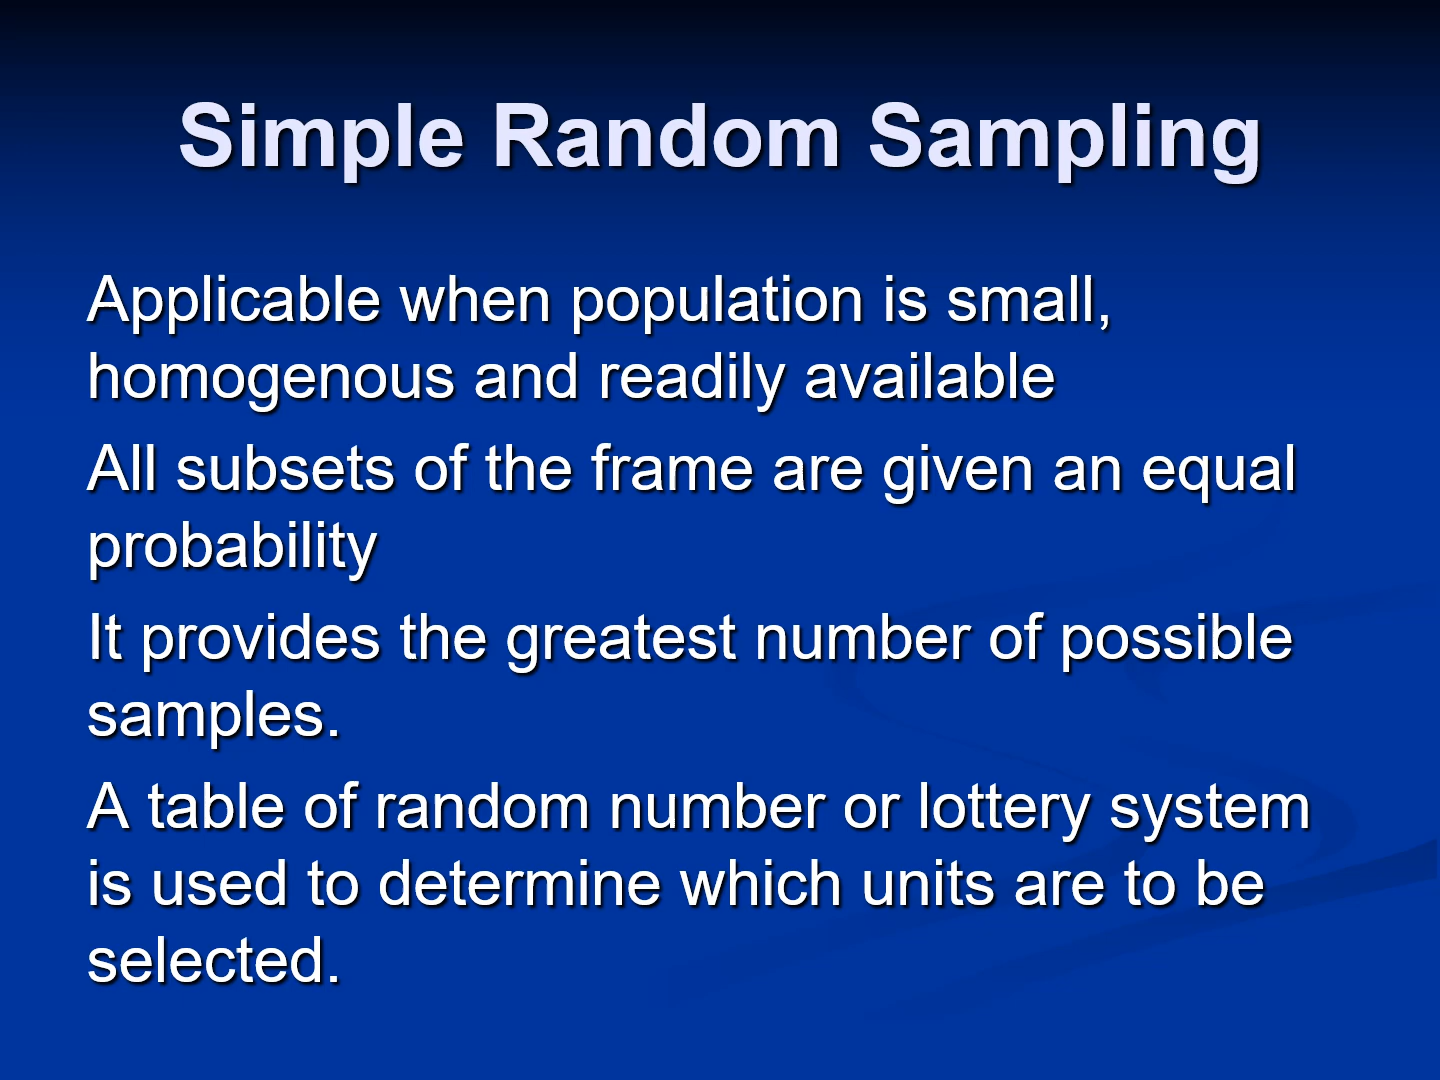 Simple Random Sampling
Applicable when population is small,
homogenous and readily available
All subsets of the frame are given an equal
probability
It provides the greatest number of possible
samples.
A table of random number or lottery system
is used to determine which units are to be
selected.